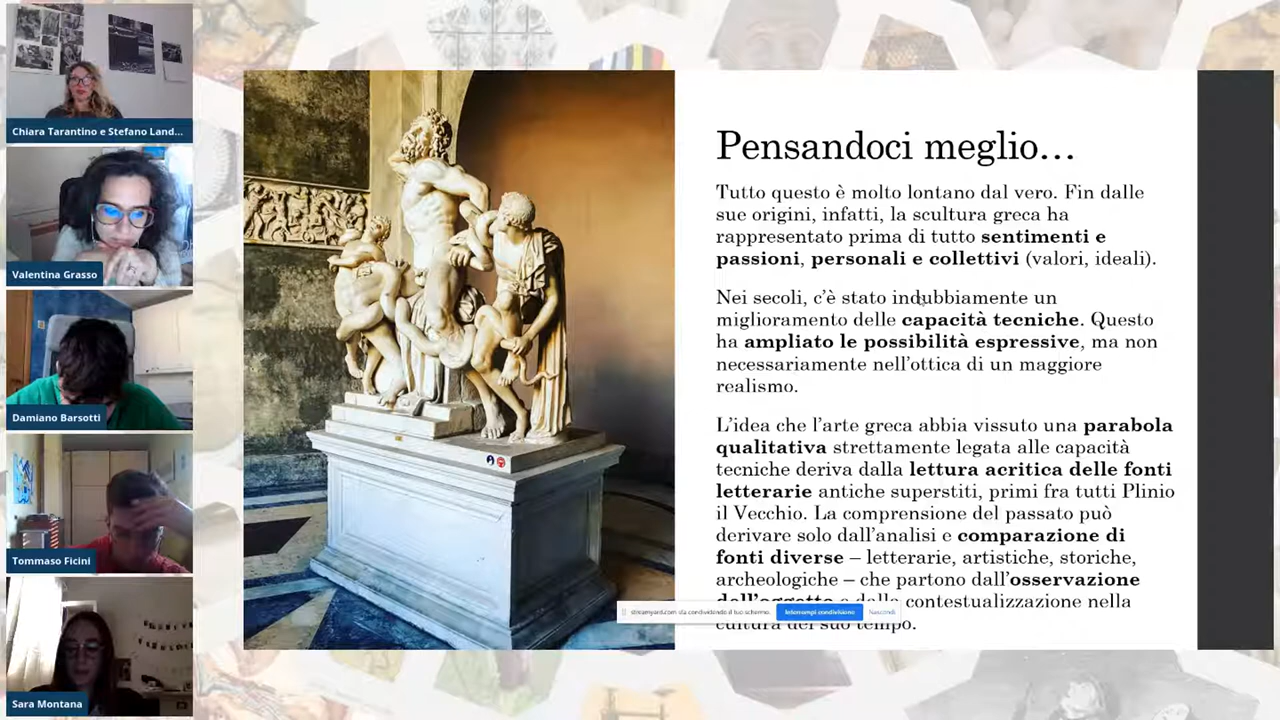 Chiara Tarantino e Stefano Land...
Valentina Grasso
Damiano Barsotti
Tommaso Ficini
Sara Montana
Pensandoci meglio...
Tutto questo è molto lontano dal vero. Fin dalle
sue origini, infatti, la scultura greca ha
rappresentato prima di tutto sentimenti e
passioni, personali e collettivi (valori, ideali).
Nei secoli, c'è stato indubbiamente un
miglioramento delle capacità tecniche. Questo
ha ampliato le possibilità espressive, ma non
necessariamente nell'ottica di un maggiore
realismo.
L'idea che l'arte greca abbia vissuto una parabola
qualitativa strettamente legata alle capacità
tecniche deriva dalla lettura acritica delle fonti
letterarie antiche superstiti, primi fra tutti Plinio
il Vecchio. La comprensione del passato può
derivare solo dall'analisi e comparazione di
fonti diverse – letterarie, artistiche, storiche,
archeologiche – che partono dall'osservazione
dell'oggetto e dalla contestualizzazione nella
cultura del suo tempo.
streamyard.com sta condividendo il tuo schermo.
Interrompi condivisione
Nascondi